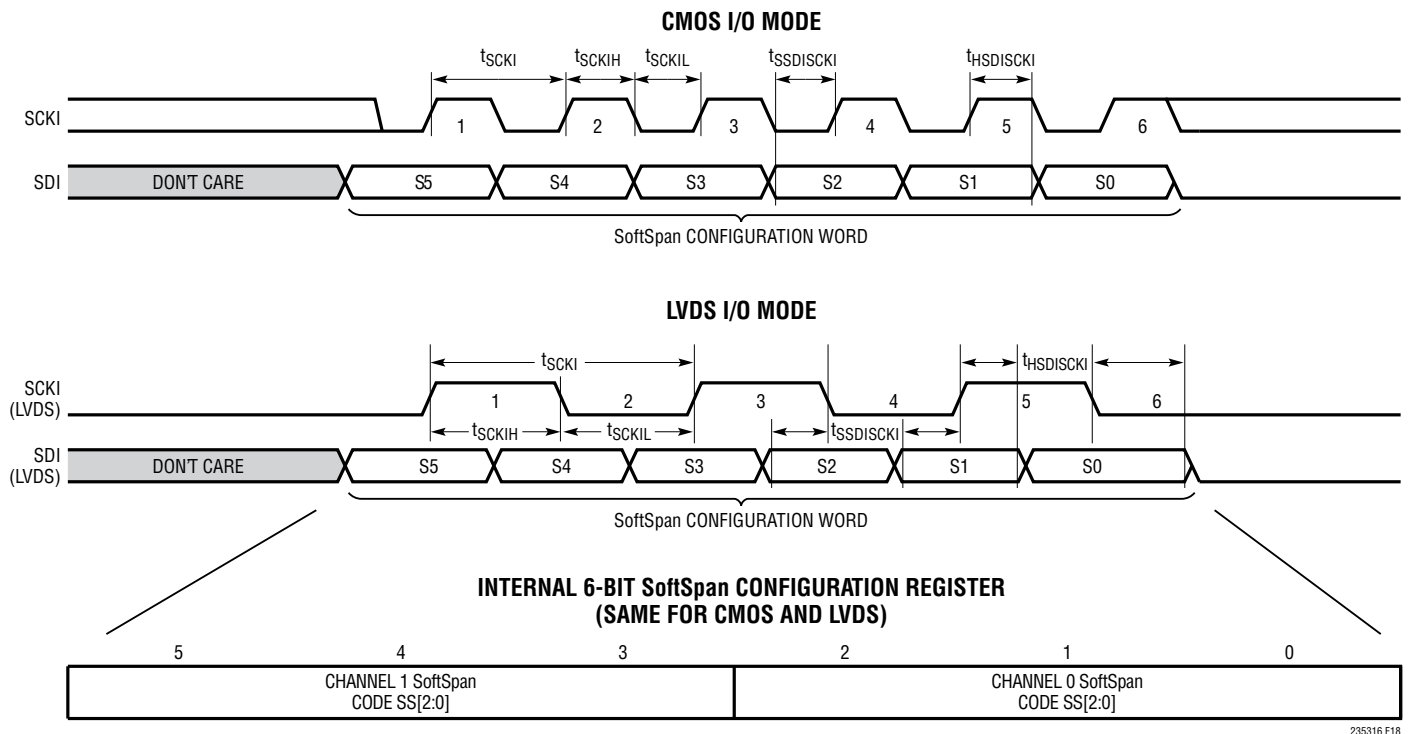 CMOS I/O MODE
tSCKI tSCKIH tSCKIL tSSDISCKI tHSDISCKI
SCKI
1 2 3 4 5 6
SDI DON'T CARE S5 S4 S3 S2 S1 S0
SoftSpan CONFIGURATION WORD
LVDS I/O MODE
tSCKI tHSDISCKI
SCKI
(LVDS)
1 2 3 4 5 6
tSCKIH tSCKIL tSSDISCKI
SDI
(LVDS)
DON'T CARE S5 S4 S3 S2 S1 S0
SoftSpan CONFIGURATION WORD
INTERNAL 6-BIT SoftSpan CONFIGURATION REGISTER
(SAME FOR CMOS AND LVDS)
5 4 3 2 1 0
CHANNEL 1 SoftSpan
CODE SS[2:0]
CHANNEL 0 SoftSpan
CODE SS[2:0]
235316 F18